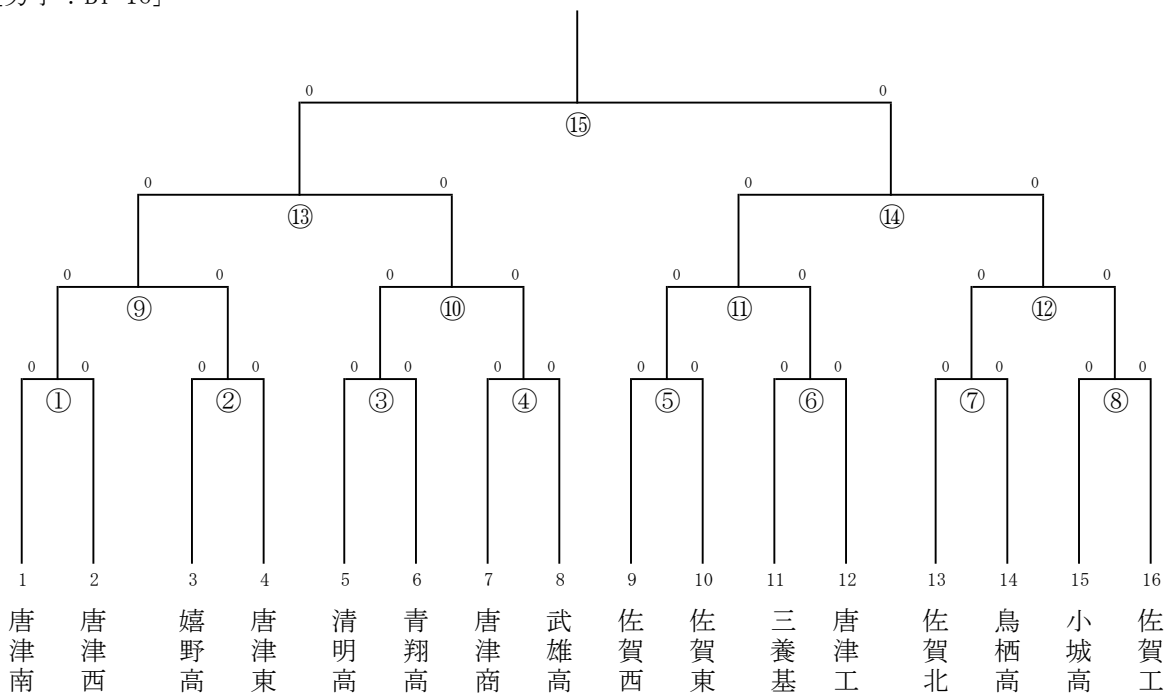 ：BT 16」
0 0
⑮
0 0 0 0
⑬ ⑭
0 0 0 0 0 0 0 0
⑨ ⑩ ⑪ ⑫
0 0 0 0 0 0 0 0 0 0 0 0 0 0 0 0
① ② ③ ④ ⑤ ⑥ ⑦ ⑧
1 2 3 4 5 6 7 8 9 10 11 12 13 14 15 16
唐津南
唐津西
嬉野高
唐津東
清明高
青翔高
唐津商
武雄高
佐賀西
佐賀東
三養基
唐津工
佐賀北
鳥栖高
小城高
佐賀工